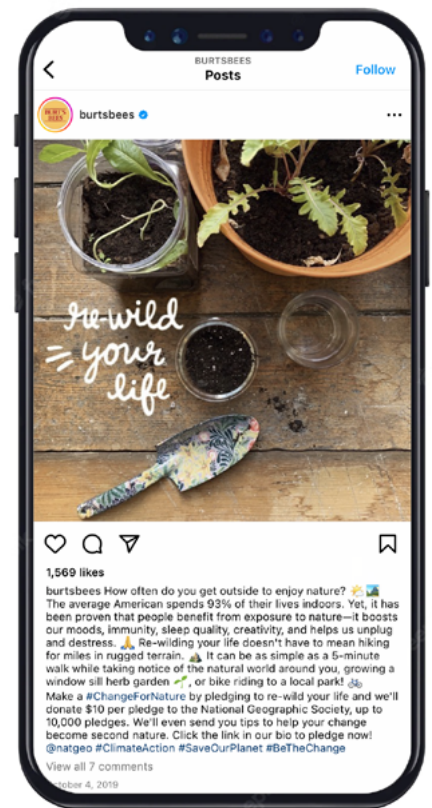 BURTSBEES
Posts
Follow
BURT'S
BEES
burtsbees
re-wild
your
life
1,569 likes
burtsbees How often do you get outside to enjoy nature? 🌤️🏞️
The average American spends 93% of their lives indoors. Yet, it has
been proven that people benefit from exposure to nature—it boosts
our moods, immunity, sleep quality, creativity, and helps us unplug
and destress. 🙏 Re-wilding your life doesn't have to mean hiking
for miles in rugged terrain. 🏔️ It can be as simple as a 5-minute
walk while taking notice of the natural world around you, growing a
window sill herb garden 🌱, or bike riding to a local park! 🚲
Make a #ChangeForNature by pledging to re-wild your life and we'll
donate $10 per pledge to the National Geographic Society, up to
10,000 pledges. We'll even send you tips to help your change
become second nature. Click the link in our bio to pledge now!
@natgeo #ClimateAction #SaveOurPlanet #BeTheChange
View all 7 comments
October 4, 2019